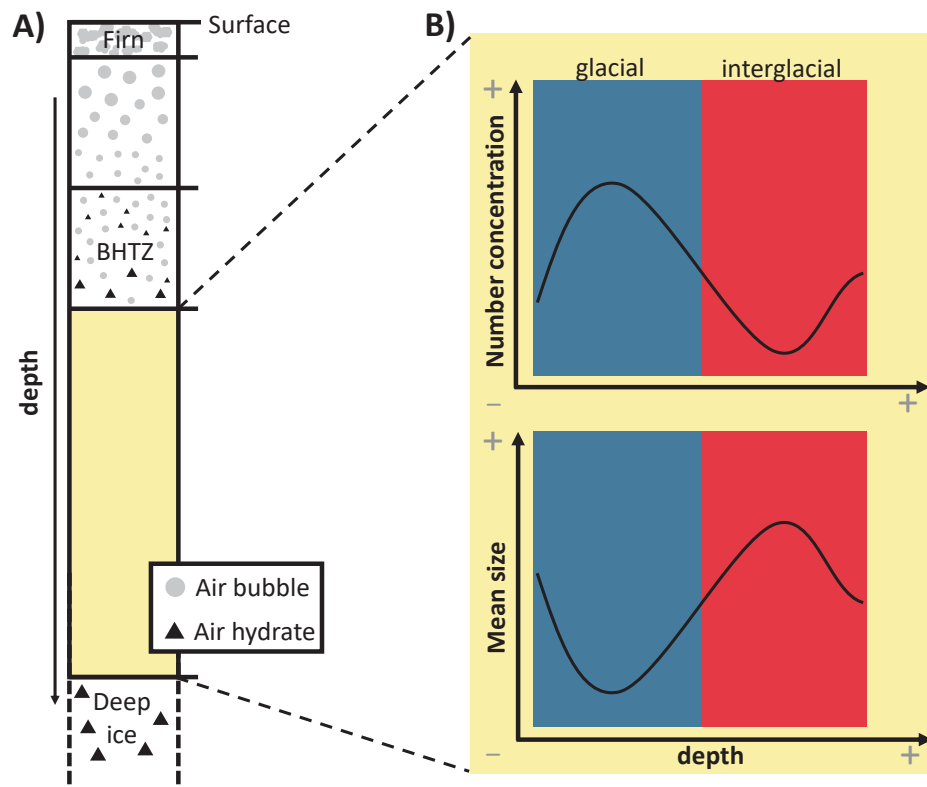 A)
Firn
Surface
BHTZ
depth
Air bubble
Air hydrate
Deep
ice
B)
glacial
interglacial
+
Number concentration
–
+
+
Mean size
–
depth
+